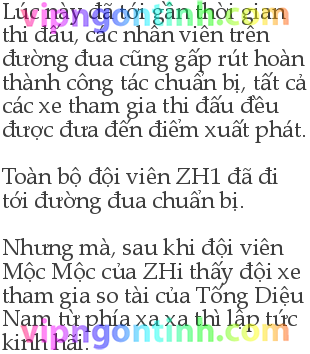 vipngontinh.com
Lúc này đã tới gần thời gian
thi đấu, các nhân viên trên
đường đua cũng gấp rút hoàn
thành công tác chuẩn bị, tất cả
các xe tham gia thi đấu đều
được đưa đến điểm xuất phát.
Toàn bộ đội viên ZH1 đã đi
tới đường đua chuẩn bị.
Nhưng mà, sau khi đội viên
Mộc Mộc của ZHi thấy đội xe
tham gia so tài của Tống Diệu
Nam từ phía xa xa thì lập tức
kinh hãi.
vipngontinh.com